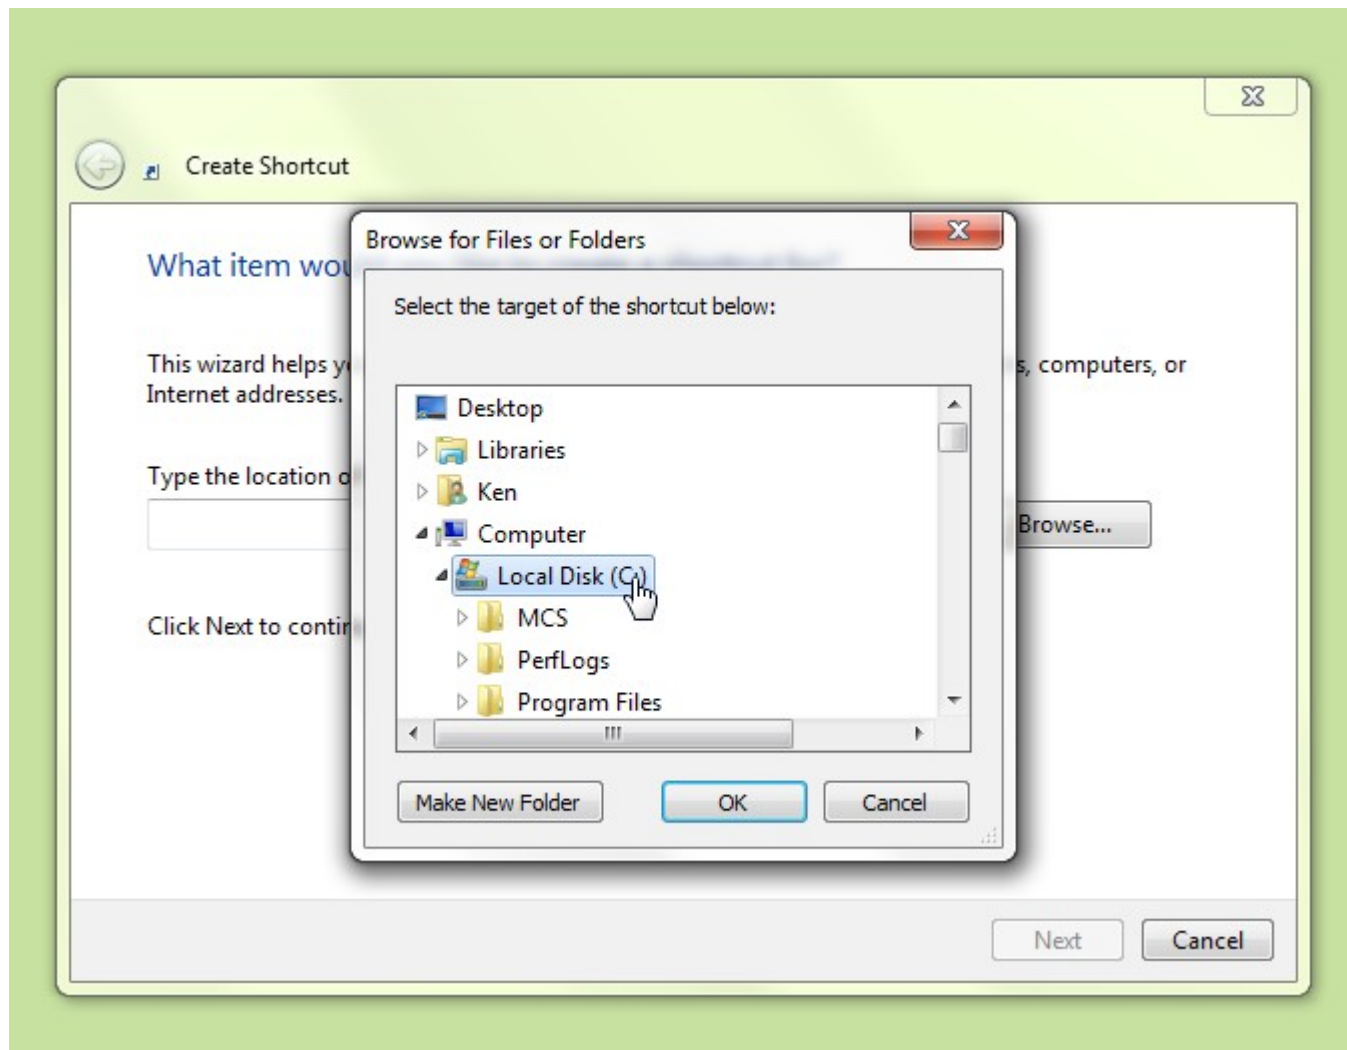 Create Shortcut
Browse for Files or Folders
What item wou
Select the target of the shortcut below:
This wizard helps y
s, computers, or
Internet addresses.
Desktop
Libraries
Type the location o
Ken
Computer
Browse...
Local Disk (C:)
MCS
Click Next to contin
PerfLogs
Program Files
Make New Folder
OK
Cancel
Next
Cancel